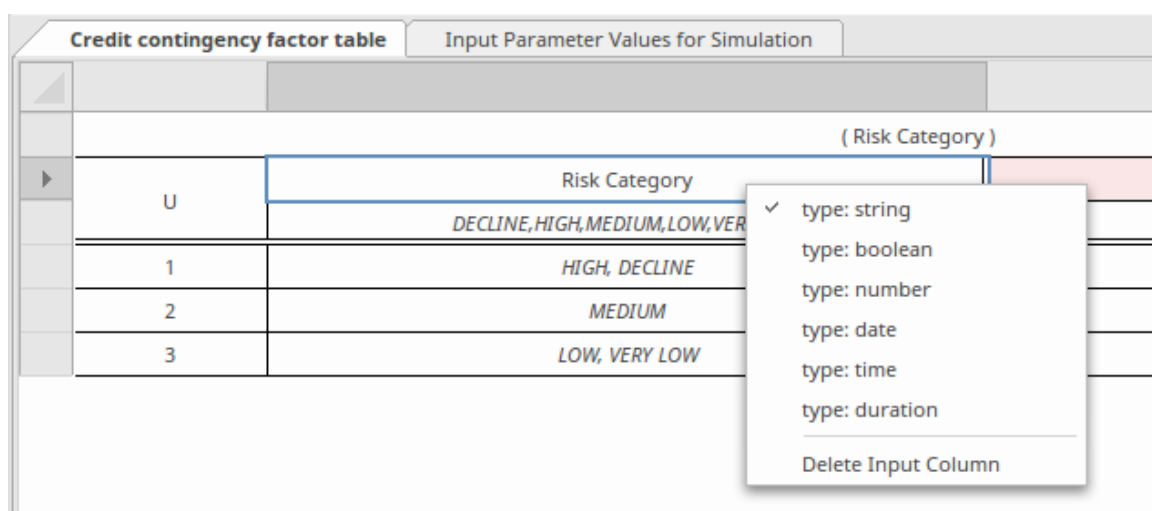 Credit contingency factor table
Input Parameter Values for Simulation
( Risk Category )
U
Risk Category
DECLINE,HIGH,MEDIUM,LOW,VER
1
HIGH, DECLINE
2
MEDIUM
3
LOW, VERY LOW
✓ type: string
type: boolean
type: number
type: date
type: time
type: duration
Delete Input Column